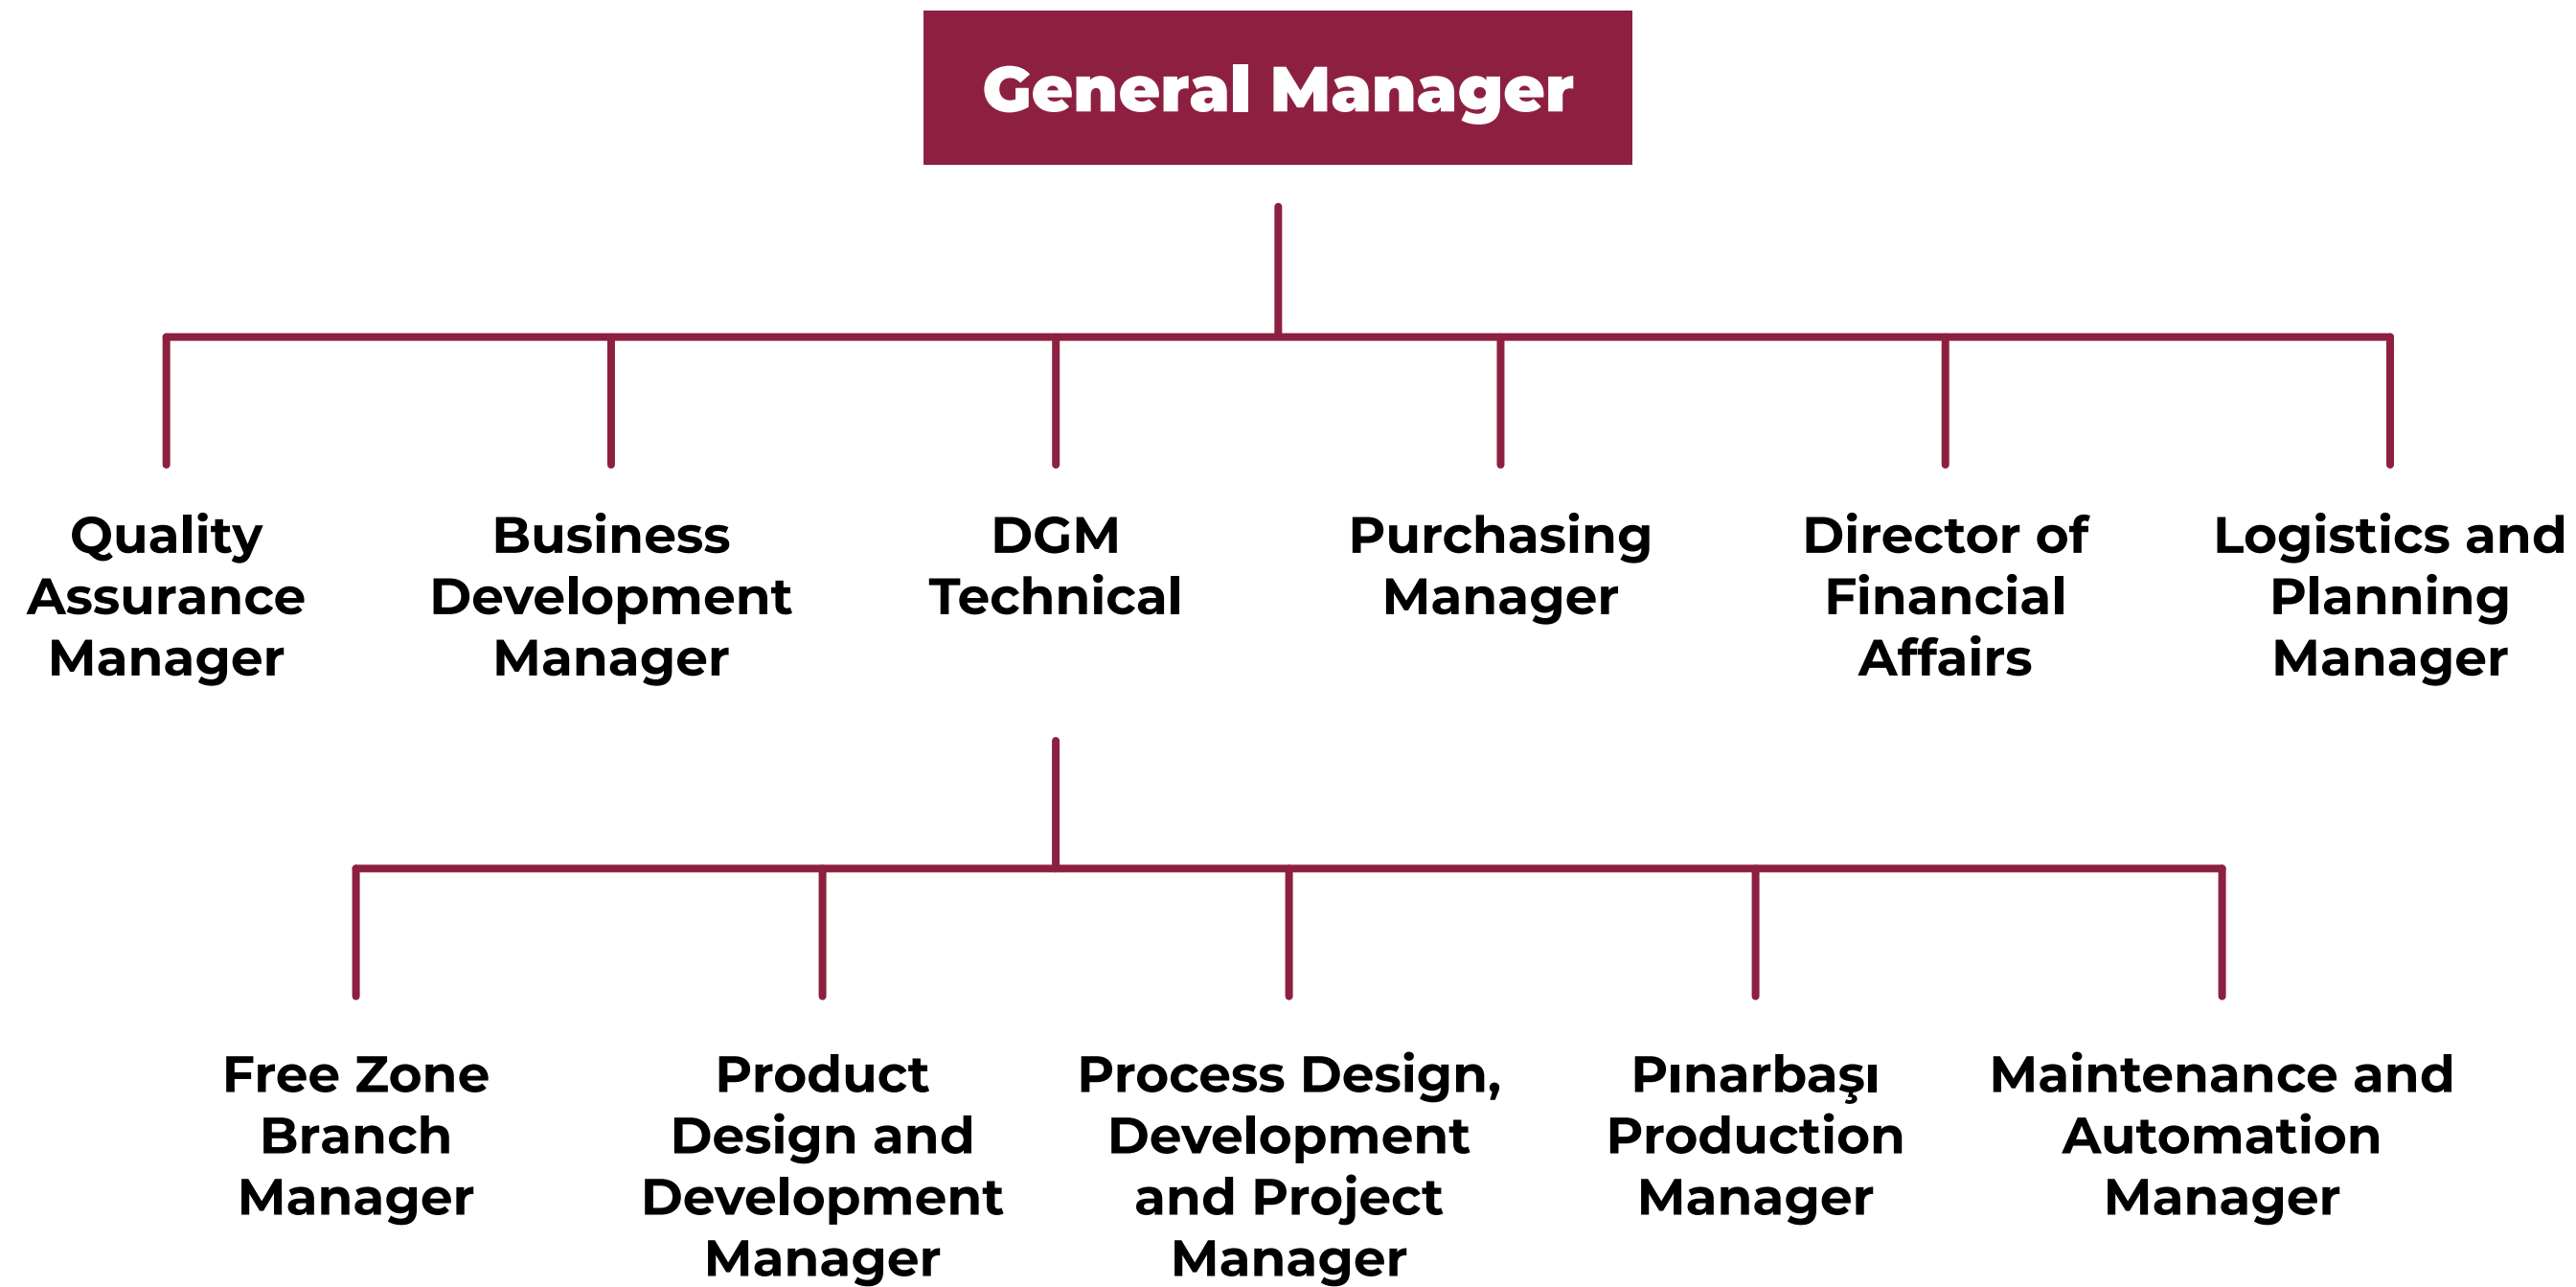 General Manager
Quality
Assurance
Manager
Business
Development
Manager
DGM
Technical
Purchasing
Manager
Director of
Financial
Affairs
Logistics and
Planning
Manager
Free Zone
Branch
Manager
Product
Design and
Development
Manager
Process Design,
Development
and Project
Manager
Pınarbaşı
Production
Manager
Maintenance and
Automation
Manager